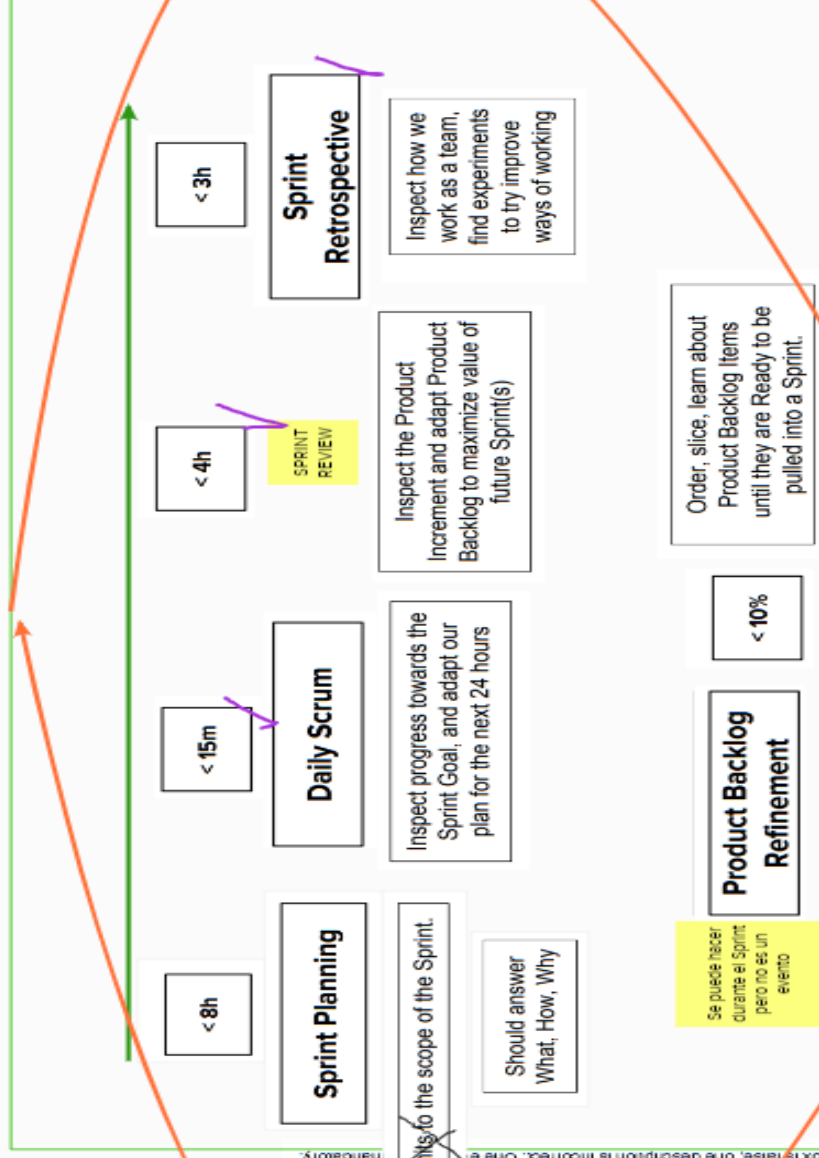 < 8h
< 15m
< 4h
< 3h
Sprint Planning
Daily Scrum
SPRINT
REVIEW
Sprint
Retrospective
to the scope of the Sprint.
Should answer
What, How, Why
Inspect progress towards the
Sprint Goal, and adapt our
plan for the next 24 hours
Inspect the Product
Increment and adapt Product
Backlog to maximize value of
future Sprint(s)
Inspect how we
work as a team,
find experiments
to try improve
ways of working
Se puede hacer
durante el Sprint
pero no es un
evento
Product Backlog
Refinement
< 10%
Order, slice, learn about
Product Backlog Items
until they are Ready to be
pulled into a Sprint.